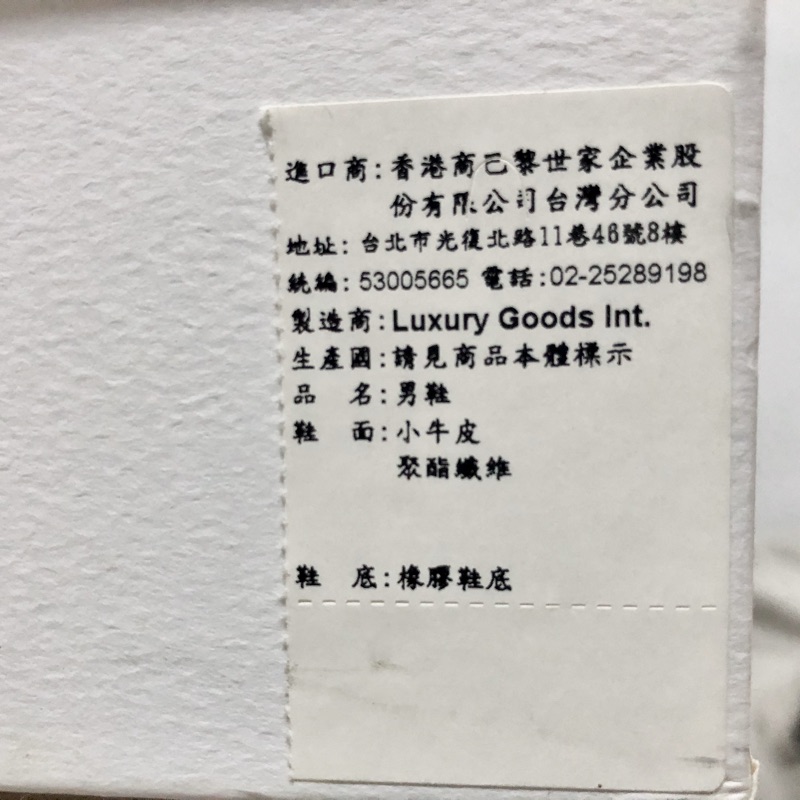 進口商:香港商己黎世家企業股
份有限公司台灣分公司
地址:台北市光復北路11巷46號8樓
統編:53005665 電話:02-25289198
製造商:Luxury Goods Int.
生產國:請見商品本體標示
品 名:男鞋
鞋 面:小牛皮
聚酯纖維
鞋 底:橡膠鞋底